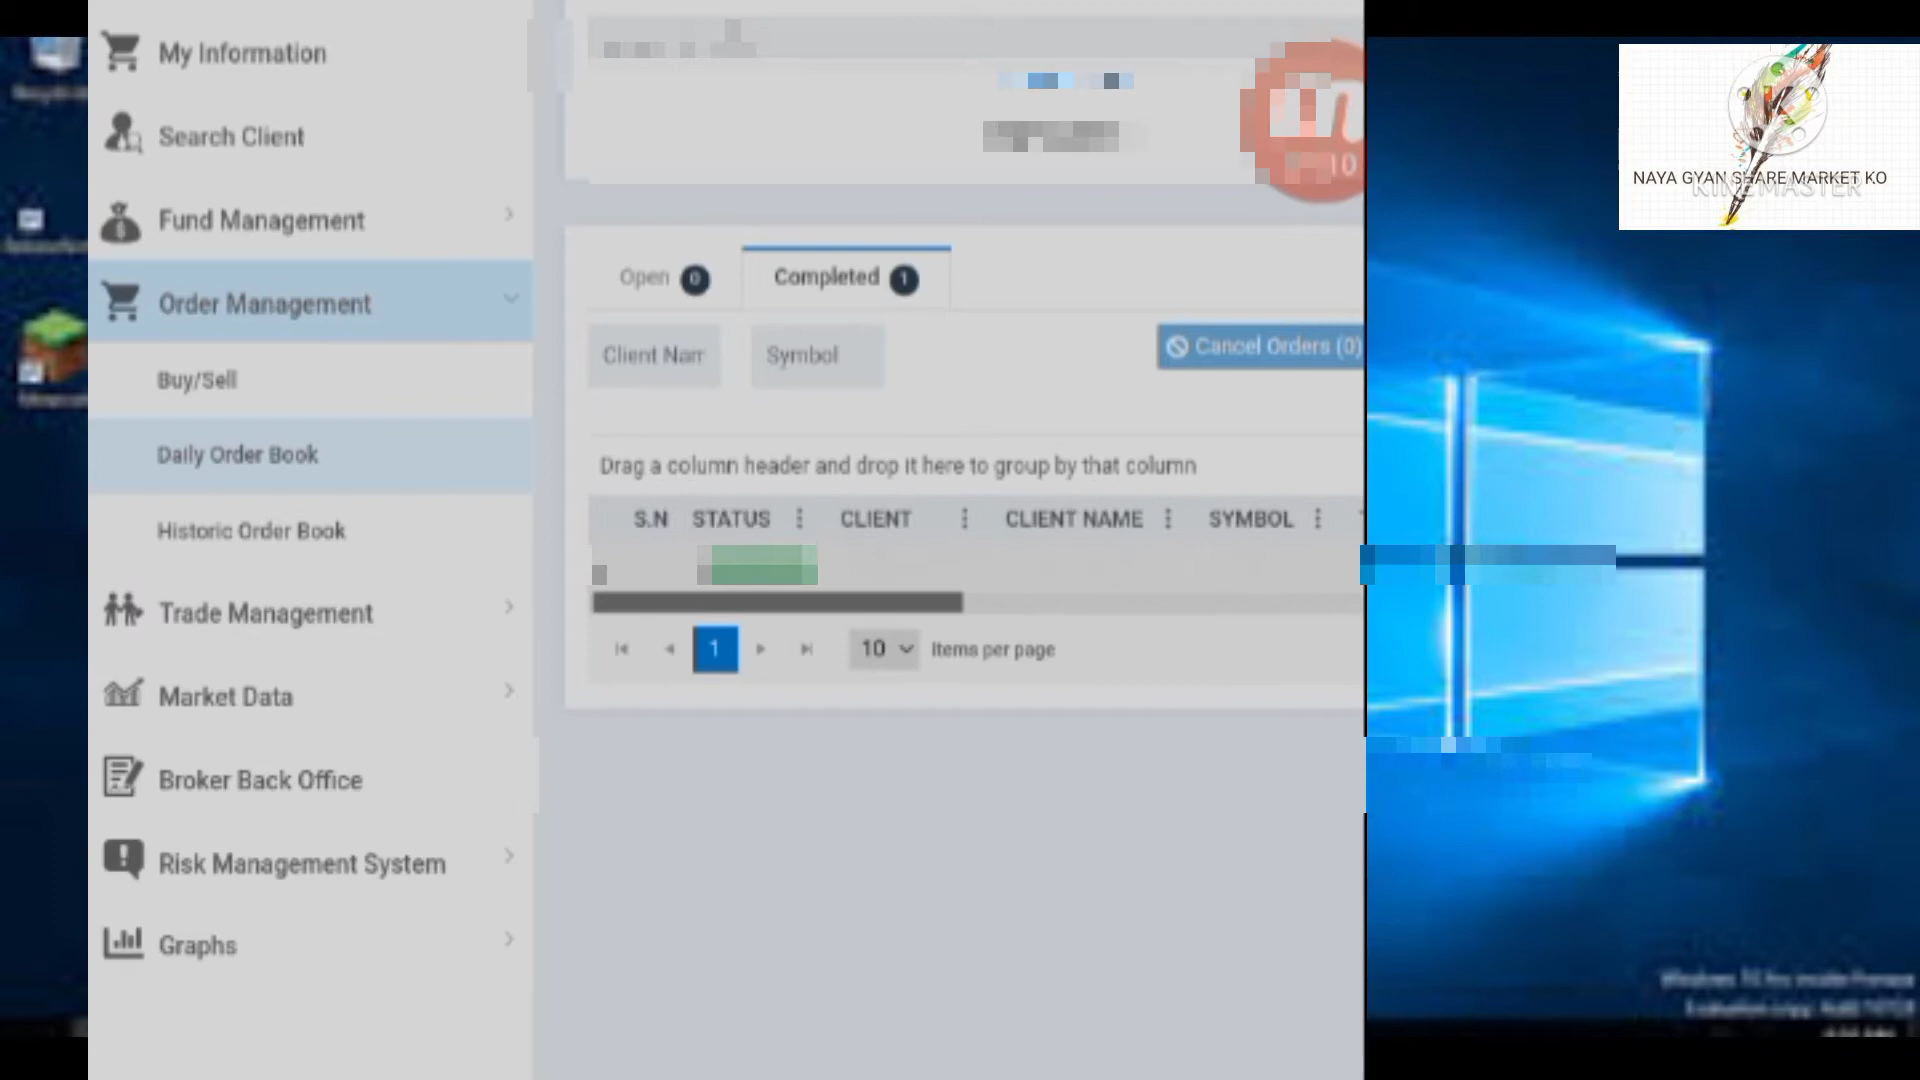 My Information
Search Client
Fund Management
Order Management
Buy/Sell
Daily Order Book
Historic Order Book
Trade Management
Market Data
Broker Back Office
Risk Management System
Graphs
10
Open 0
Completed 1
Client Nam
Symbol
Cancel Orders (0)
Drag a column header and drop it here to group by that column
S.N STATUS CLIENT CLIENT NAME SYMBOL
1 10 items per page
NAYA GYAN SHARE MARKET KO
KINEMASTER